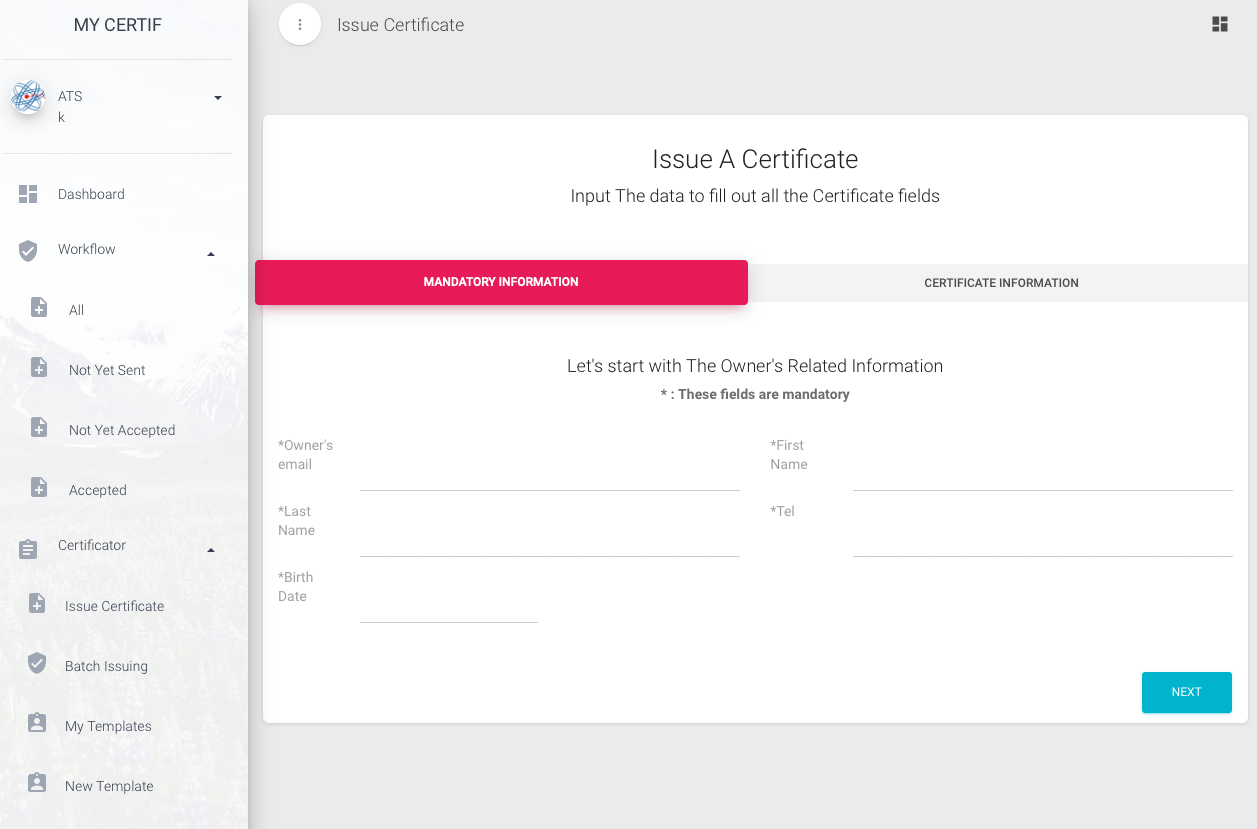 MY CERTIF
ATS
k
Dashboard
Workflow
All
Not Yet Sent
Not Yet Accepted
Accepted
Certificator
Issue Certificate
Batch Issuing
My Templates
New Template
Issue Certificate
Issue A Certificate
Input The data to fill out all the Certificate fields
MANDATORY INFORMATION
CERTIFICATE INFORMATION
Let's start with The Owner's Related Information
* : These fields are mandatory
*Owner's
email
*First
Name
*Last
Name
*Tel
*Birth
Date
NEXT